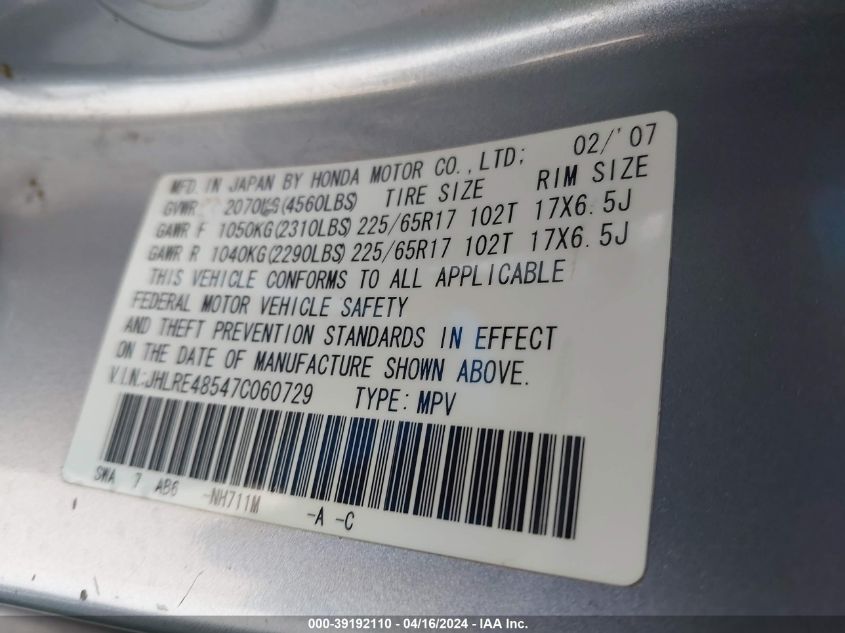 MFD. IN JAPAN BY HONDA MOTOR CO., LTD; 02/'07
GVWR 2070KG(4560LBS) TIRE SIZE RIM SIZE
GAWR F 1050KG(2310LBS) 225/65R17 102T 17X6.5J
GAWR R 1040KG(2290LBS) 225/65R17 102T 17X6.5J
THIS VEHICLE CONFORMS TO ALL APPLICABLE
FEDERAL MOTOR VEHICLE SAFETY
AND THEFT PREVENTION STANDARDS IN EFFECT
ON THE DATE OF MANUFACTURE SHOWN ABOVE.
V.I.N.:JHLRE48547C060729 TYPE: MPV
SWA 7 AB6 -NH711M -A -C
000-39192110 - 04/16/2024 - IAA Inc.